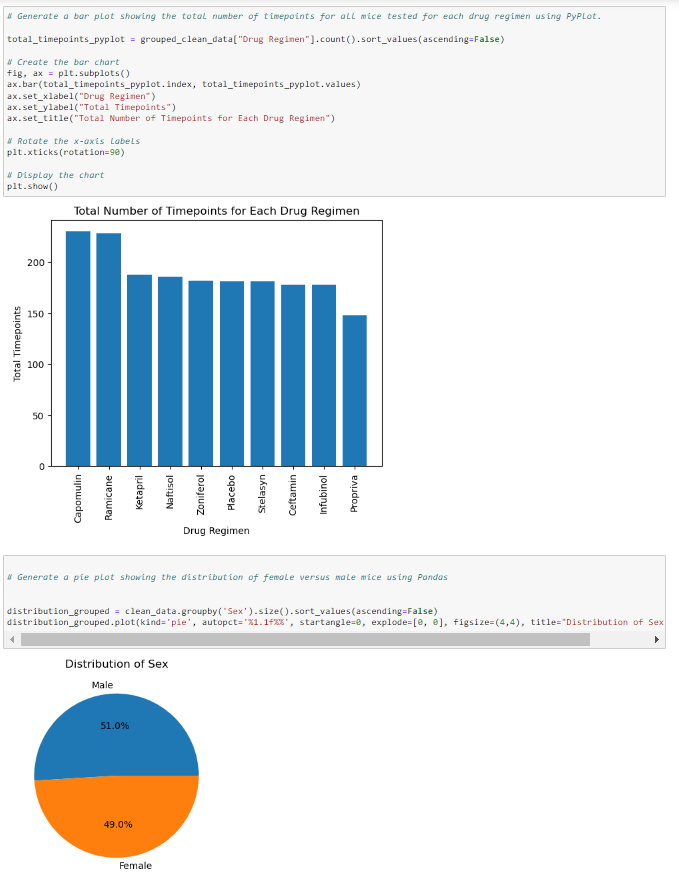 # Generate a bar plot showing the total number of timepoints for all mice tested for each drug regimen using PyPlot.
total_timepoints_pyplot = grouped_clean_data["Drug Regimen"].count().sort_values(ascending=False)
# Create the bar chart
fig, ax = plt.subplots()
ax.bar(total_timepoints_pyplot.index, total_timepoints_pyplot.values)
ax.set_xlabel("Drug Regimen")
ax.set_ylabel("Total Timepoints")
ax.set_title("Total Number of Timepoints for Each Drug Regimen")
# Rotate the x-axis labels
plt.xticks(rotation=90)
# Display the chart
plt.show()
Total Number of Timepoints for Each Drug Regimen
200
150
100
50
0
Total Timepoints
Capomulin
Ramicane
Ketapril
Naftisol
Zoniferol
Placebo
Stelasyn
Ceftamin
Infubinol
Propriva
Drug Regimen
# Generate a pie plot showing the distribution of female versus male mice using Pandas
distribution_grouped = clean_data.groupby('Sex').size().sort_values(ascending=False)
distribution_grouped.plot(kind='pie', autopct='%1.1f%%', startangle=0, explode=[0, 0], figsize=(4,4), title="Distribution of Sex
Distribution of Sex
Male
51.0%
49.0%
Female